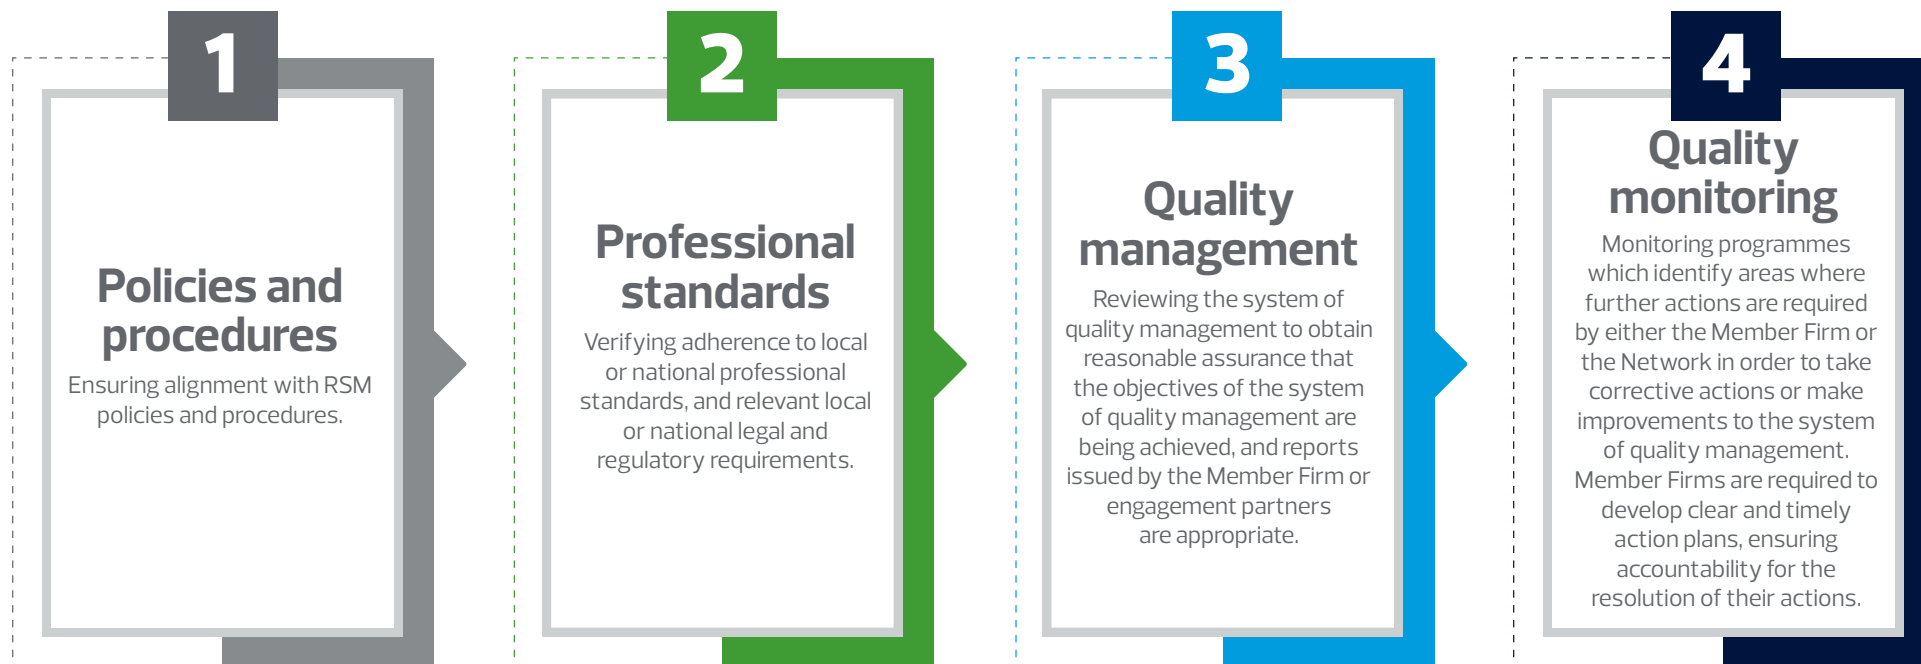 1
Policies and
procedures
Ensuring alignment with RSM
policies and procedures.
2
Professional
standards
Verifying adherence to local
or national professional
standards, and relevant local
or national legal and
regulatory requirements.
3
Quality
management
Reviewing the system of
quality management to obtain
reasonable assurance that
the objectives of the system
of quality management are
being achieved, and reports
issued by the Member Firm or
engagement partners
are appropriate.
4
Quality
monitoring
Monitoring programmes
which identify areas where
further actions are required
by either the Member Firm or
the Network in order to take
corrective actions or make
improvements to the system
of quality management.
Member Firms are required to
develop clear and timely
action plans, ensuring
accountability for the
resolution of their actions.